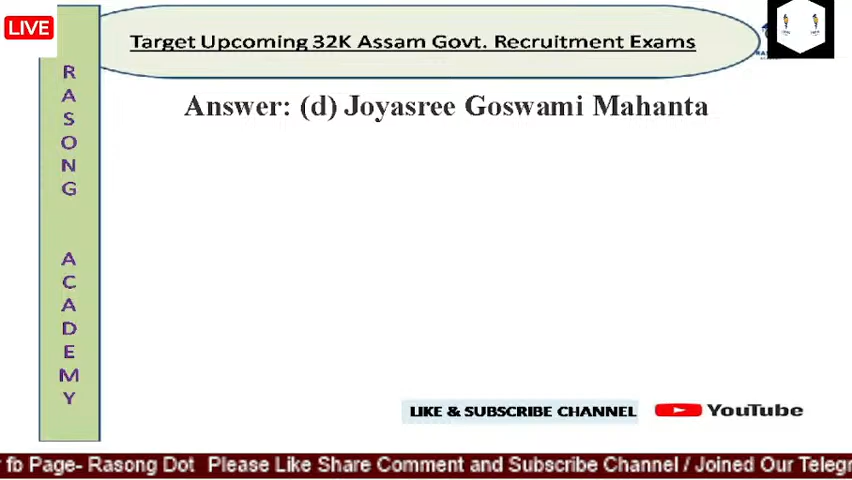 LIVE
Target Upcoming 32K Assam Govt. Recruitment Exams
RASONG ACADEMY
Answer: (d) Joyasree Goswami Mahanta
LIKE & SUBSCRIBE CHANNEL
YouTube
fb Page- Rasong Dot Please Like Share Comment and Subscribe Channel / Joined Our